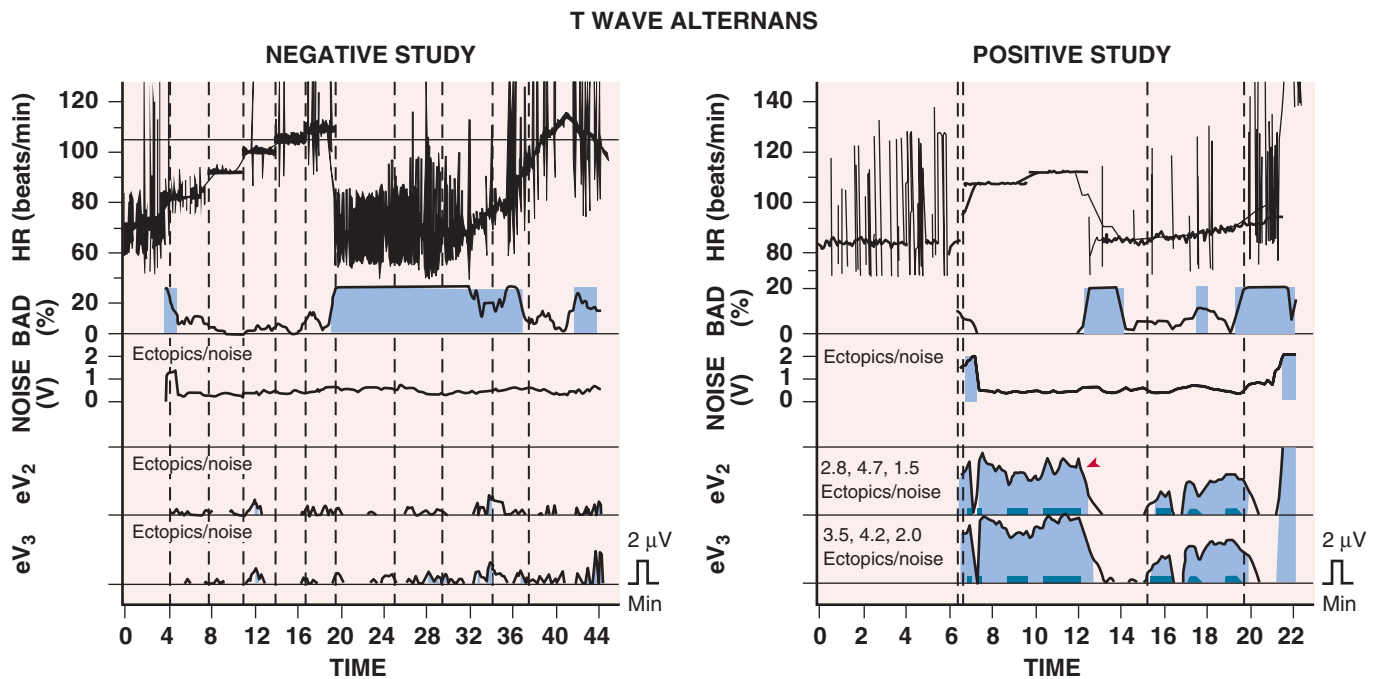 T WAVE ALTERNANS
NEGATIVE STUDY
HR (beats/min)
120
100
80
60
BAD (%)
20
0
NOISE (V)
2
1
0
Ectopics/noise
eV2
Ectopics/noise
eV3
Ectopics/noise
2 μV
Min
0 4 8 12 16 20 24 28 32 36 40 44
TIME
POSITIVE STUDY
HR (beats/min)
140
120
100
80
BAD (%)
20
0
NOISE (V)
2
1
0
Ectopics/noise
eV2
2.8, 4.7, 1.5
Ectopics/noise
eV3
3.5, 4.2, 2.0
Ectopics/noise
2 μV
Min
0 2 4 6 8 10 12 14 16 18 20 22
TIME